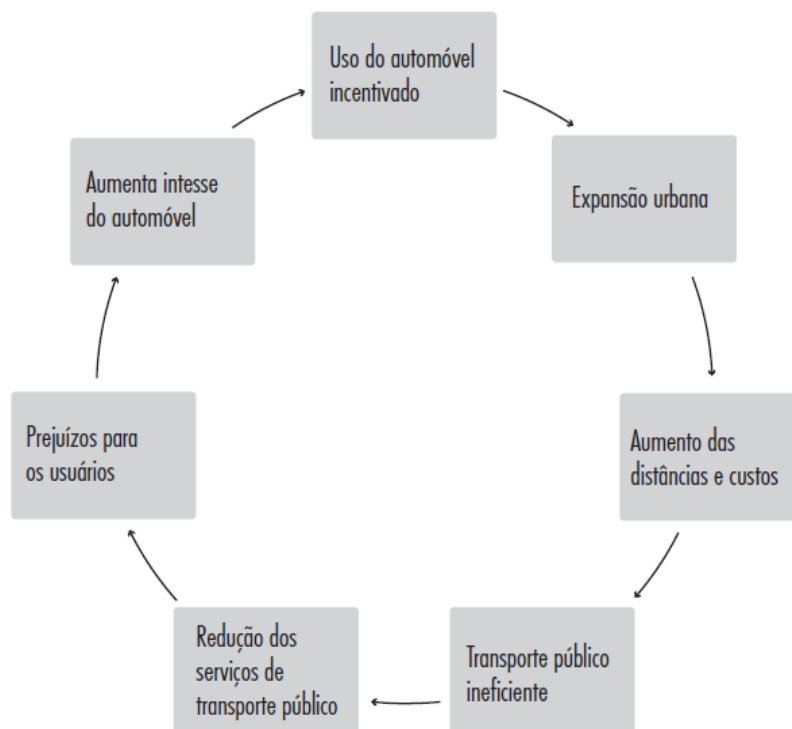 Uso do automóvel
incentivado
Expansão urbana
Aumento das
distâncias e custos
Transporte público
ineficiente
Redução dos
serviços de
transporte público
Prejuízos para
os usuários
Aumenta intesse
do automóvel